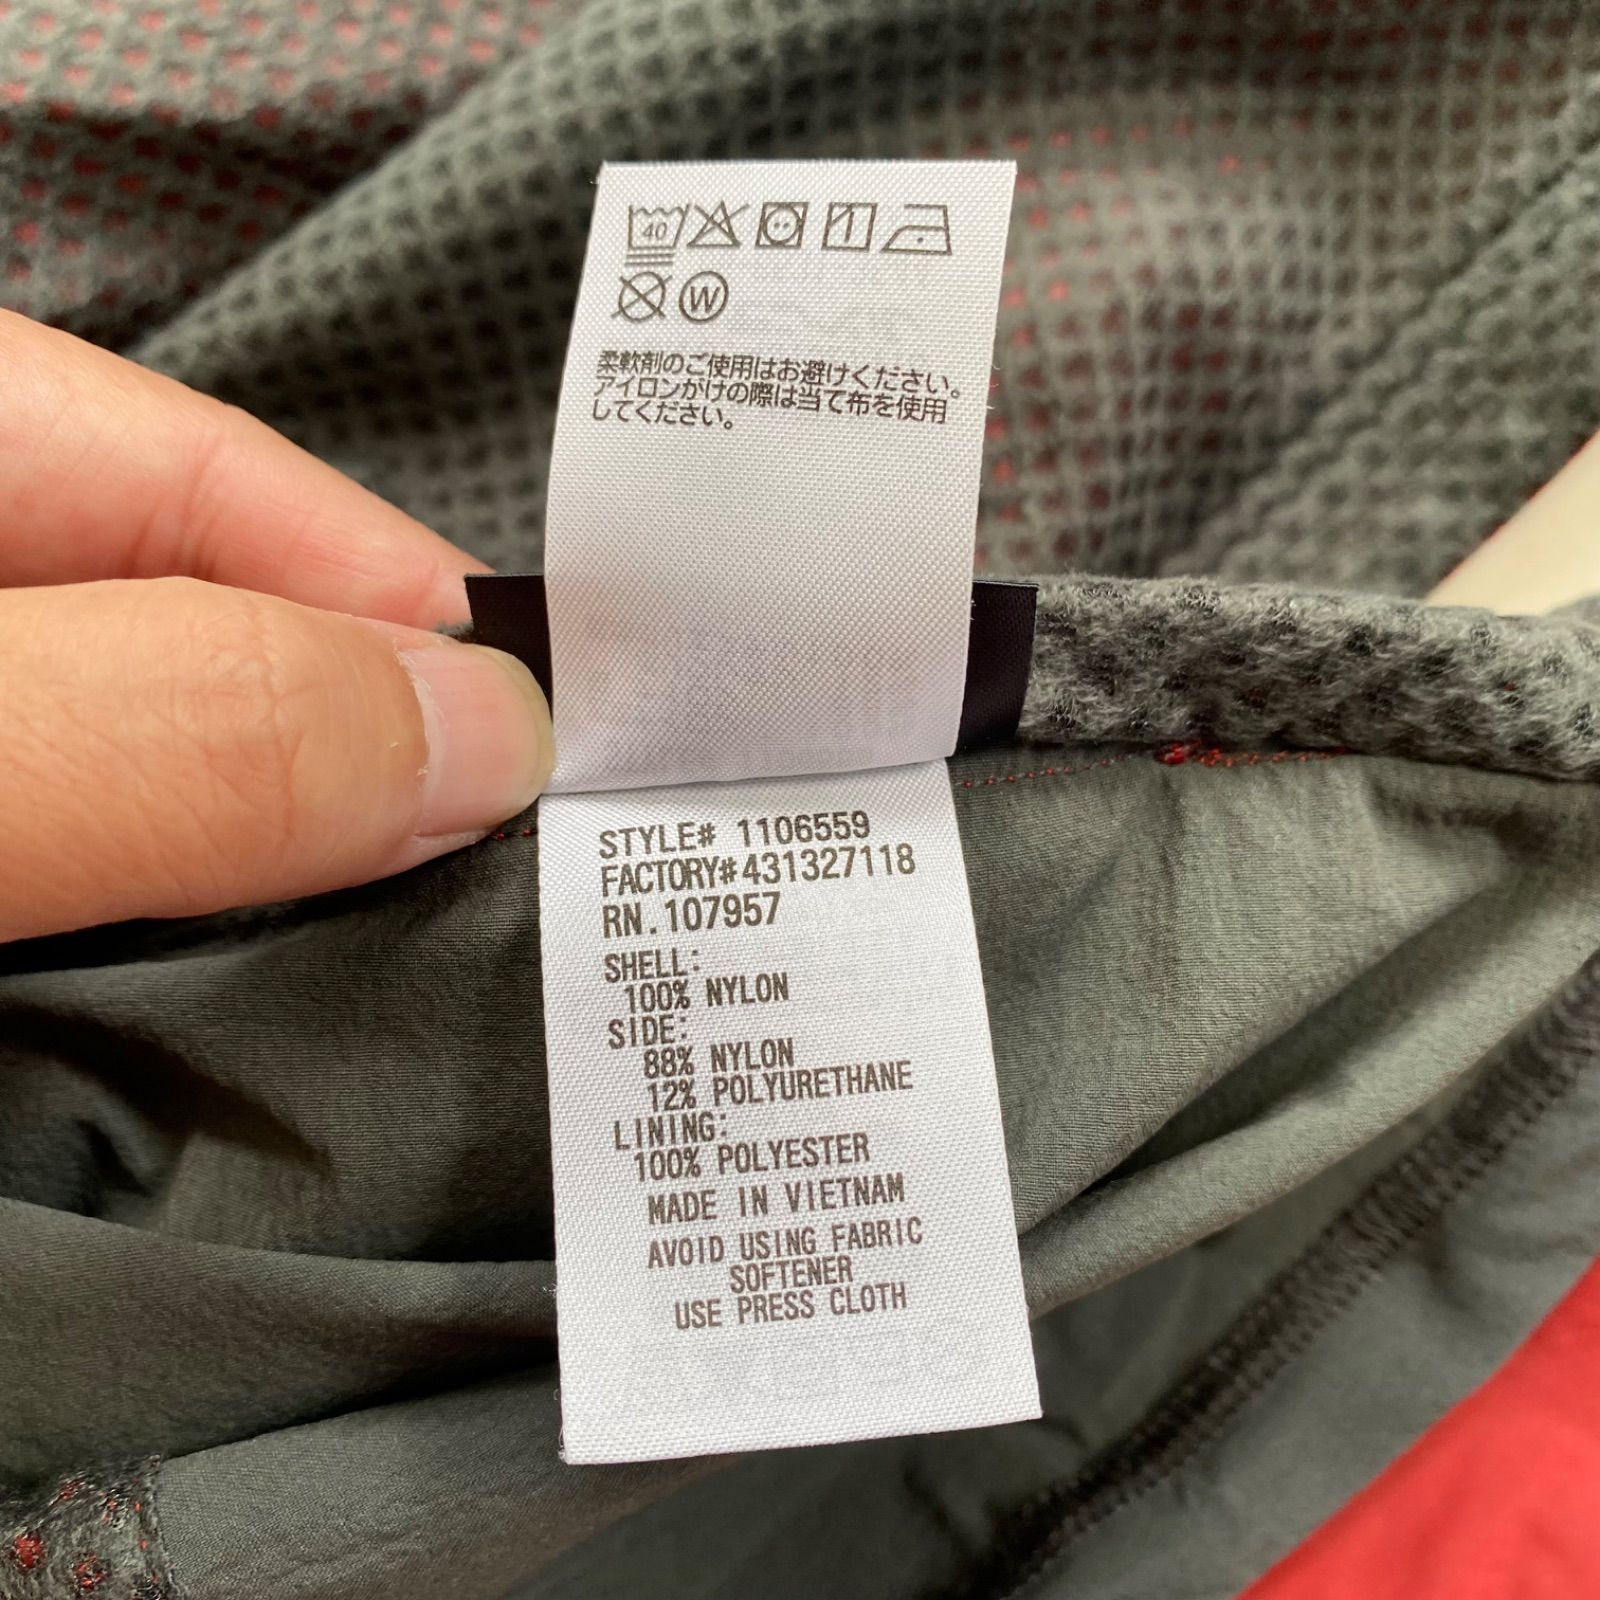 40
W
柔軟剤のご使用はお避けください。
アイロンがけの際は当て布を使用
してください。
STYLE# 1106559
FACTORY#431327118
RN.107957
SHELL:
100% NYLON
SIDE:
88% NYLON
12% POLYURETHANE
LINING:
100% POLYESTER
MADE IN VIETNAM
AVOID USING FABRIC
SOFTENER
USE PRESS CLOTH